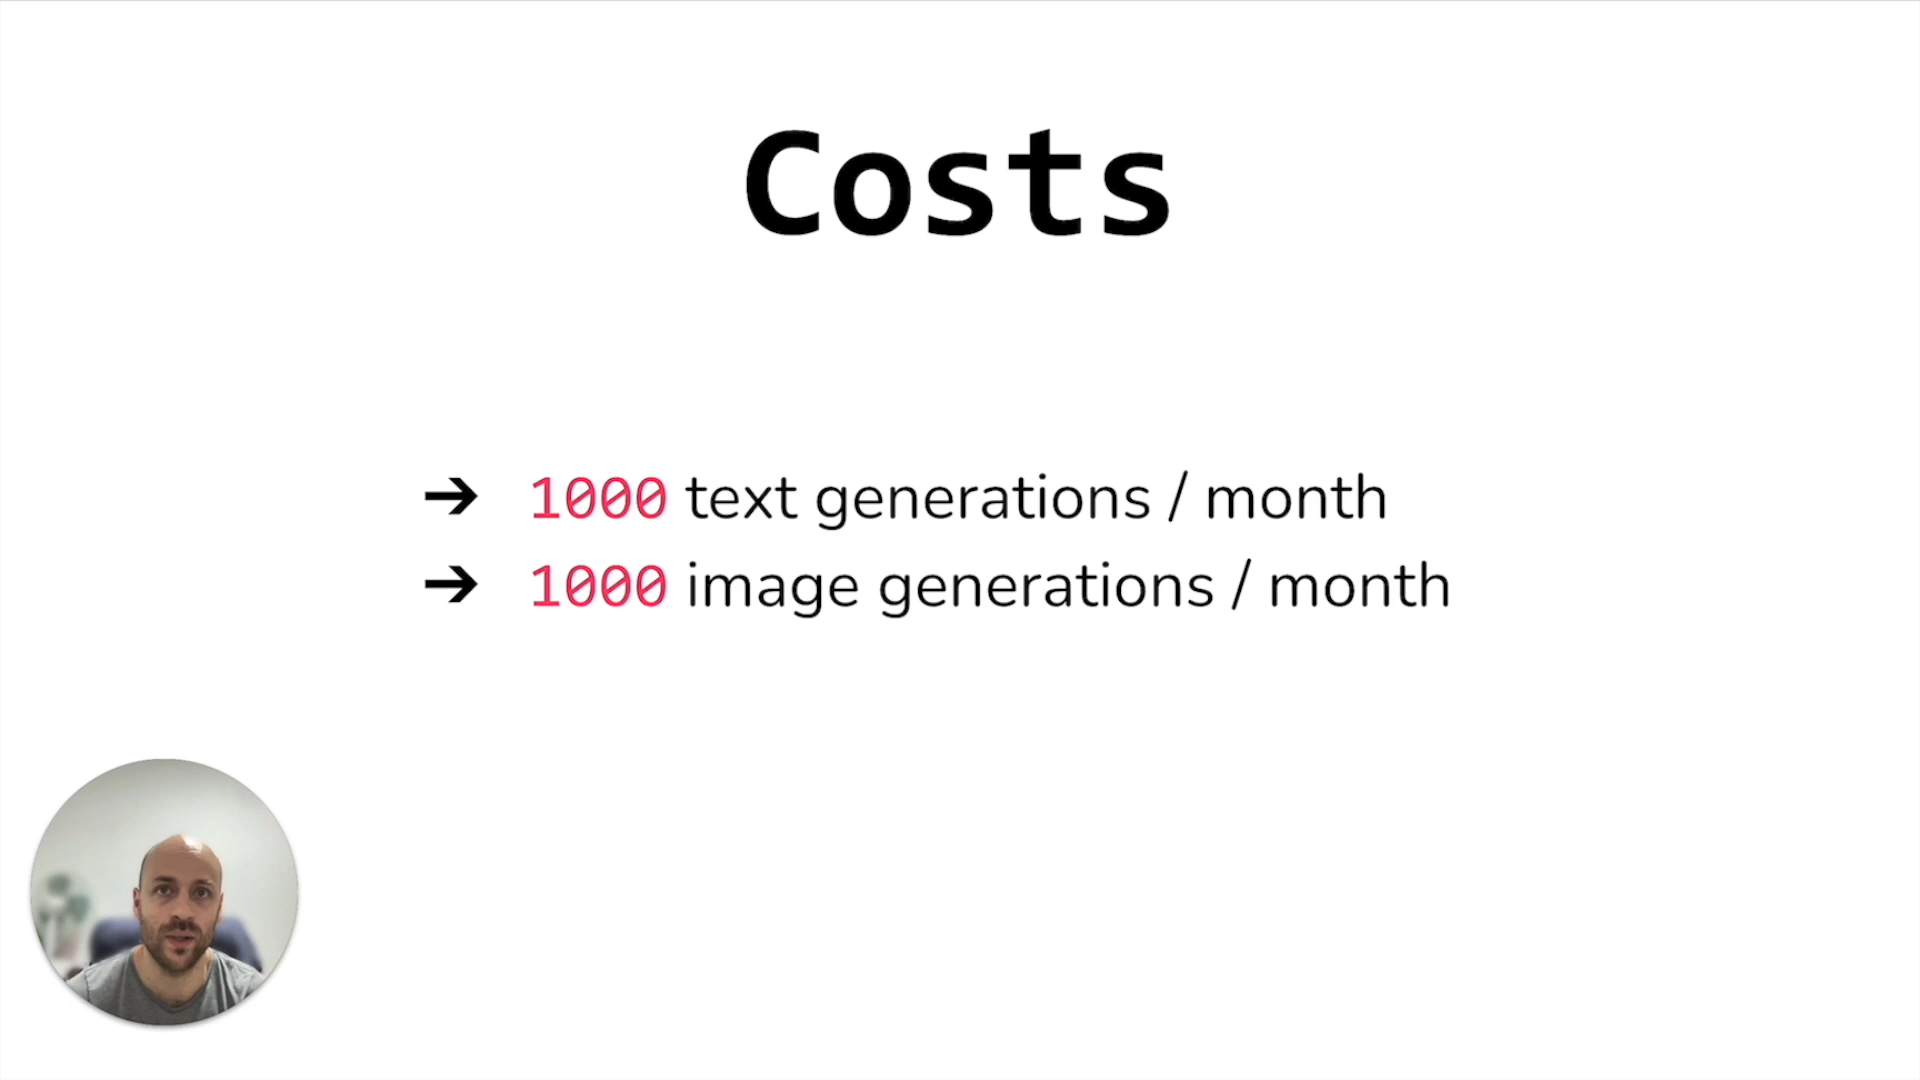 Costs
➔ 1000 text generations / month
➔ 1000 image generations / month